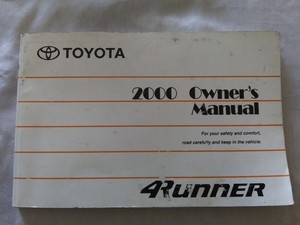 TOYOTA
2000 Owner's
Manual
For your safety and comfort,
read carefully and keep in the vehicle.
4RUNNER